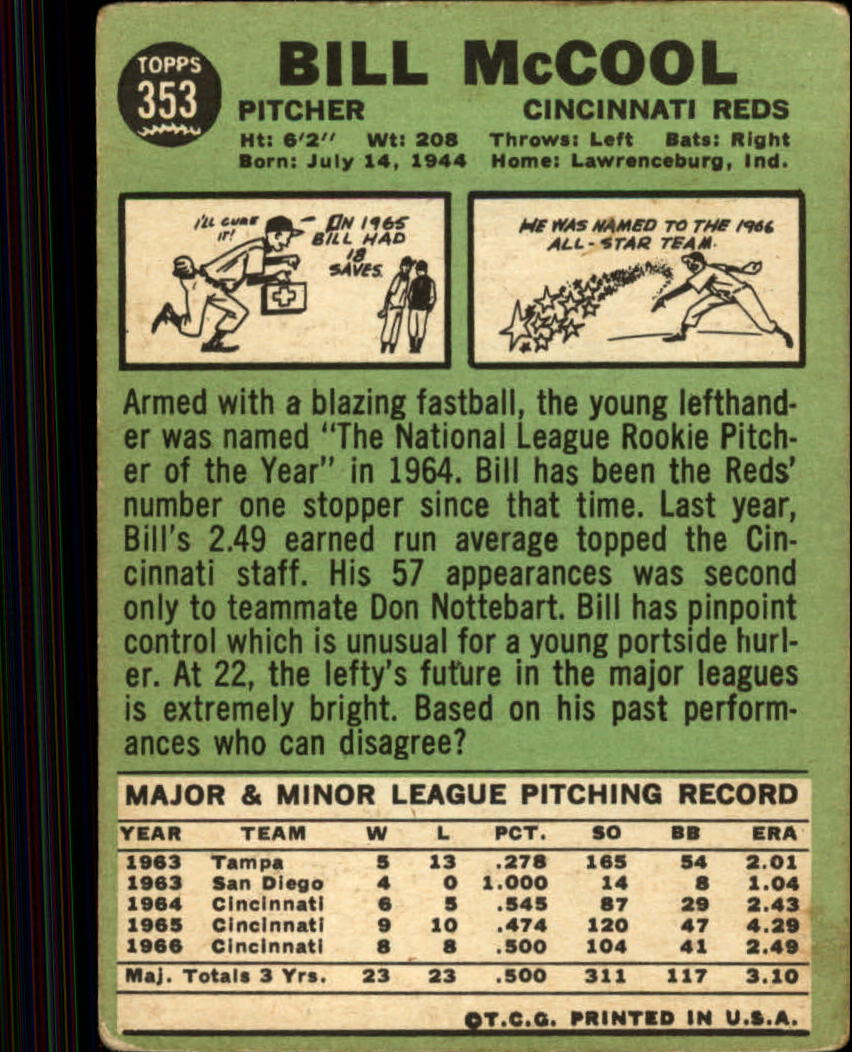 TOPPS
353
BILL McCOOL
PITCHER CINCINNATI REDS
Ht: 6'2" Wt: 208 Throws: Left Bats: Right
Born: July 14, 1944 Home: Lawrenceburg, Ind.
I'LL CURE
IT!
IN 1965
BILL HAD
18
SAVES.
HE WAS NAMED TO THE 1966
ALL-STAR TEAM.
Armed with a blazing fastball, the young lefthand-
er was named "The National League Rookie Pitch-
er of the Year" in 1964. Bill has been the Reds'
number one stopper since that time. Last year,
Bill's 2.49 earned run average topped the Cin-
cinnati staff. His 57 appearances was second
only to teammate Don Nottebart. Bill has pinpoint
control which is unusual for a young portside hurl-
er. At 22, the lefty's future in the major leagues
is extremely bright. Based on his past perform-
ances who can disagree?
MAJOR & MINOR LEAGUE PITCHING RECORD
YEAR TEAM W L PCT. SO BB ERA
1963 Tampa 5 13 .278 165 54 2.01
1963 San Diego 4 0 1.000 14 8 1.04
1964 Cincinnati 6 5 .545 87 29 2.43
1965 Cincinnati 9 10 .474 120 47 4.29
1966 Cincinnati 8 8 .500 104 41 2.49
Maj. Totals 3 Yrs. 23 23 .500 311 117 3.10
©T.C.G. PRINTED IN U.S.A.